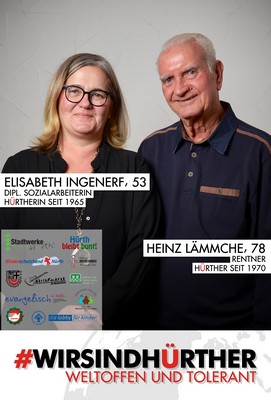 ELISABETH INGENERF, 53
DIPL. SOZIALARBEITERIN
HÜRTHERIN SEIT 1965
HEINZ LÄMMCHE, 78
RENTNER
HÜRTHER SEIT 1970
Stadtwerke
Hürth
bleibt bunt!
evangelisch
#WIRSINDHÜRTHER
WELTOFFEN UND TOLERANT